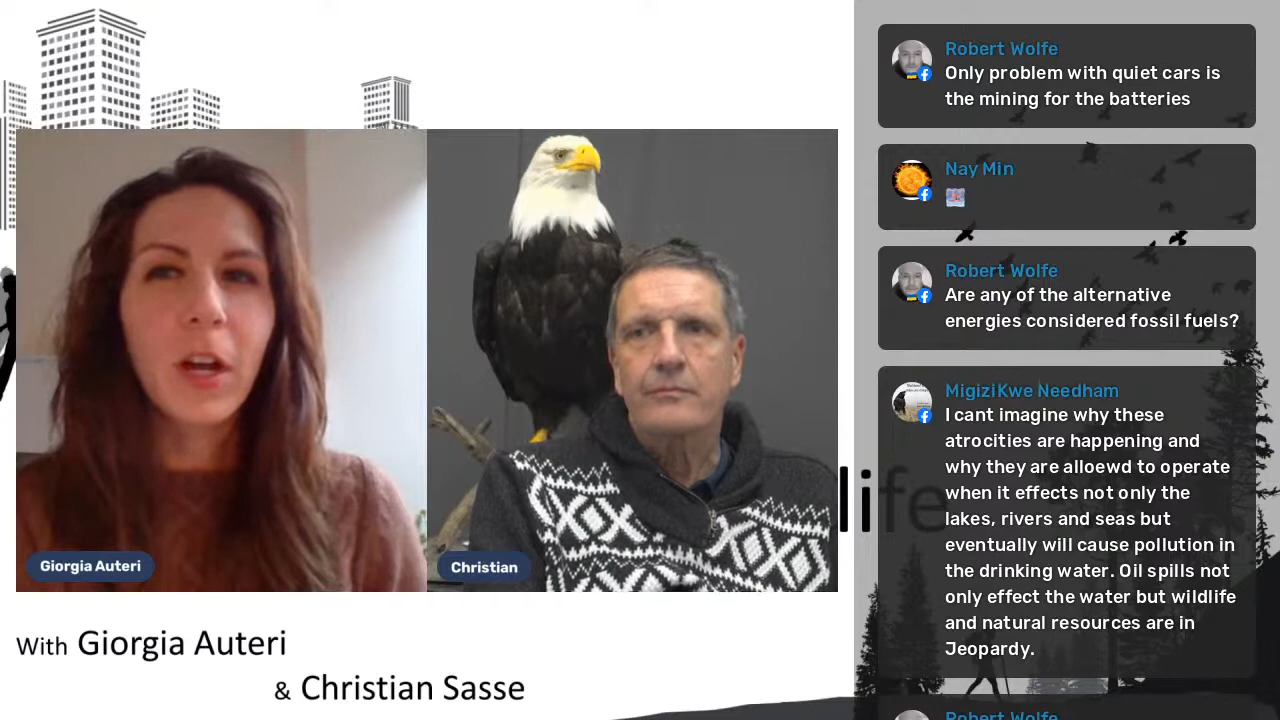 Giorgia Auteri
Christian
With Giorgia Auteri
& Christian Sasse
life
Robert Wolfe
Only problem with quiet cars is
the mining for the batteries
Nay Min
Robert Wolfe
Are any of the alternative
energies considered fossil fuels?
MigiziKwe Needham
I cant imagine why these
atrocities are happening and
why they are alloewd to operate
when it effects not only the
lakes, rivers and seas but
eventually will cause pollution in
the drinking water. Oil spills not
only effect the water but wildlife
and natural resources are in
Jeopardy.
Robert Wolfe